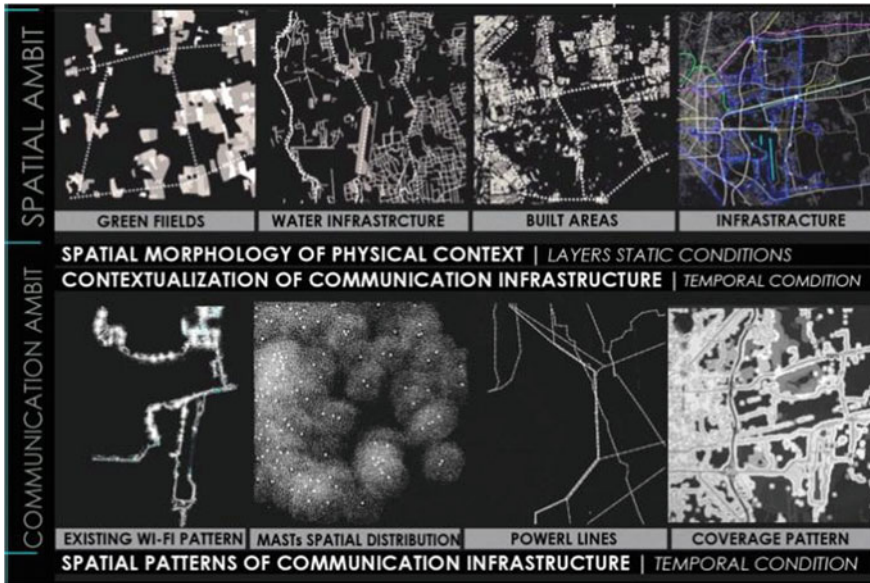 SPATIAL AMBIT
GREEN FIIELDS
WATER INFRASTRCTURE
BUILT AREAS
INFRASTRACTURE
SPATIAL MORPHOLOGY OF PHYSICAL CONTEXT | LAYERS STATIC CONDITIONS
CONTEXTUALIZATION OF COMMUNICATION INFRASTRUCTURE | TEMPORAL COMDITION
COMMUNICATION AMBIT
EXISTING WI-FI PATTERN
MASTs SPATIAL DISTRIBUTION
POWERL LINES
COVERAGE PATTERN
SPATIAL PATTERNS OF COMMUNICATION INFRASTRUCTURE | TEMPORAL CONDITION